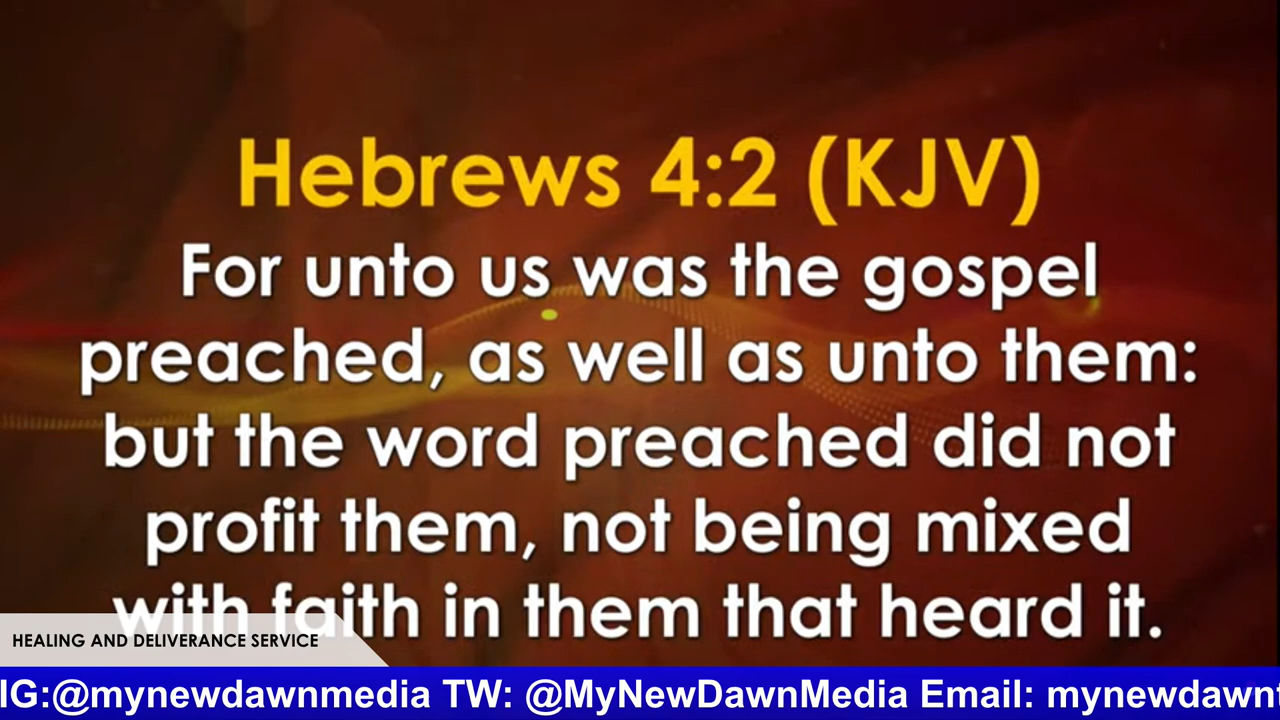 Hebrews 4:2 (KJV)
For unto us was the gospel
preached, as well as unto them:
but the word preached did not
profit them, not being mixed
with faith in them that heard it.
HEALING AND DELIVERANCE SERVICE
IG:@mynewdawnmedia TW: @MyNewDawnMedia Email: mynewdawnt